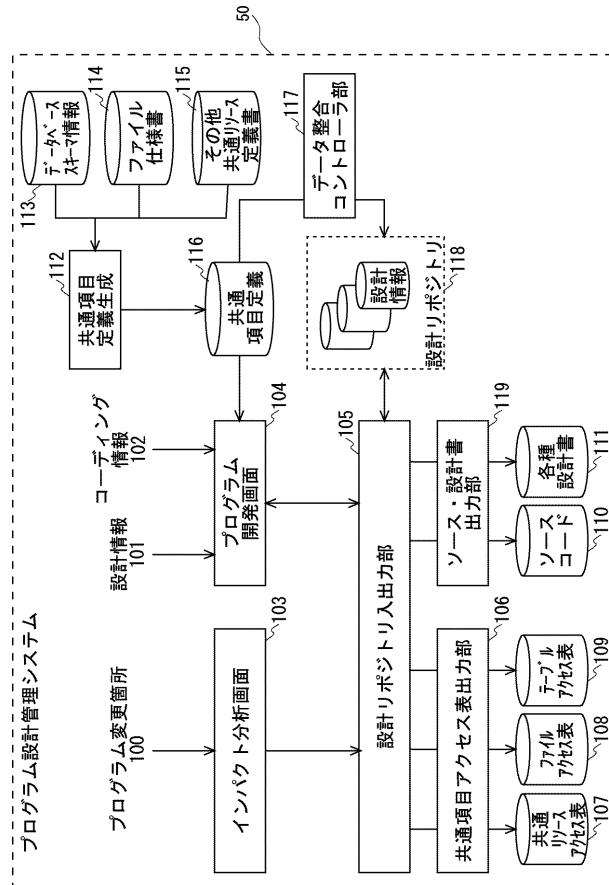 50
プログラム設計管理システム
データベース
スキーマ情報
113
ファイル
仕様書
114
その他
共通リソース
定義書
115
共通項目
定義生成
112
共通
項目定義
116
データ整合
コントローラ部
117
設計
情報
設計リポジトリ
118
プログラム変更箇所
100
設計情報
101
コーディング
情報
102
インパクト分析画面
103
プログラム
開発画面
104
設計リポジトリ入出力部
105
共通項目アクセス表出力部
106
ソース・設計書
出力部
119
共通
リソース
アクセス表
107
ファイル
アクセス表
108
テーブル
アクセス表
109
ソース
コード
110
各種
設計書
111